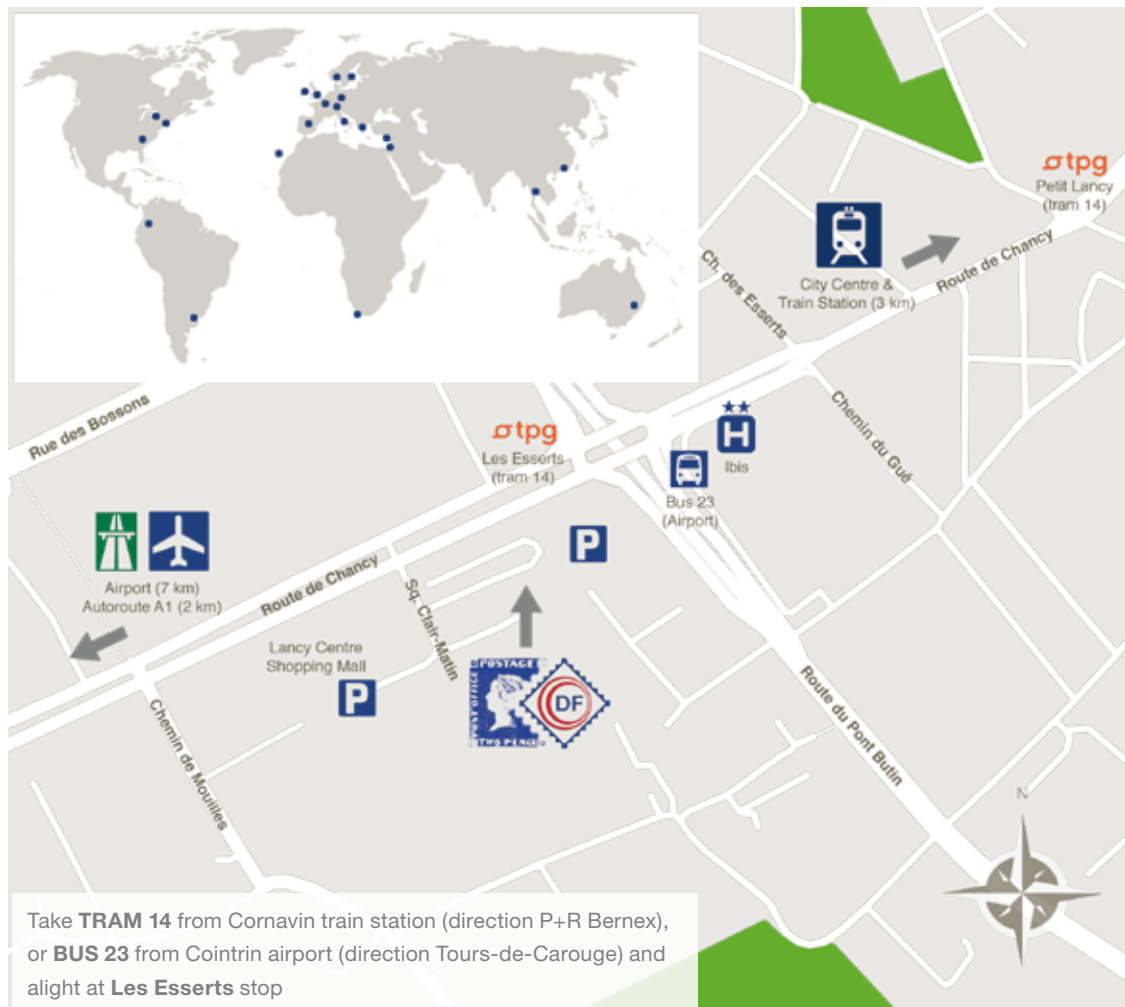 tpg
Petit Lancy
(tram 14)
City Centre &
Train Station (3 km)
Route de Chancy
Ch. des Esserts
Chemin du Gué
Rue des Bossons
tpg
Les Esserts
(tram 14)
H
Ibis
Bus 23
(Airport)
P
Airport (7 km)
Autoroute A1 (2 km)
Route de Chancy
Sq. Clair-Matin
Lancy Centre
Shopping Mall
P
POSTAGE
POST OFFICE
TWO PENCE
DF
Chemin de Mouilles
Route du Pont Butin
N
Take TRAM 14 from Cornavin train station (direction P+R Bernex),
or BUS 23 from Cointrin airport (direction Tours-de-Carouge) and
alight at Les Esserts stop